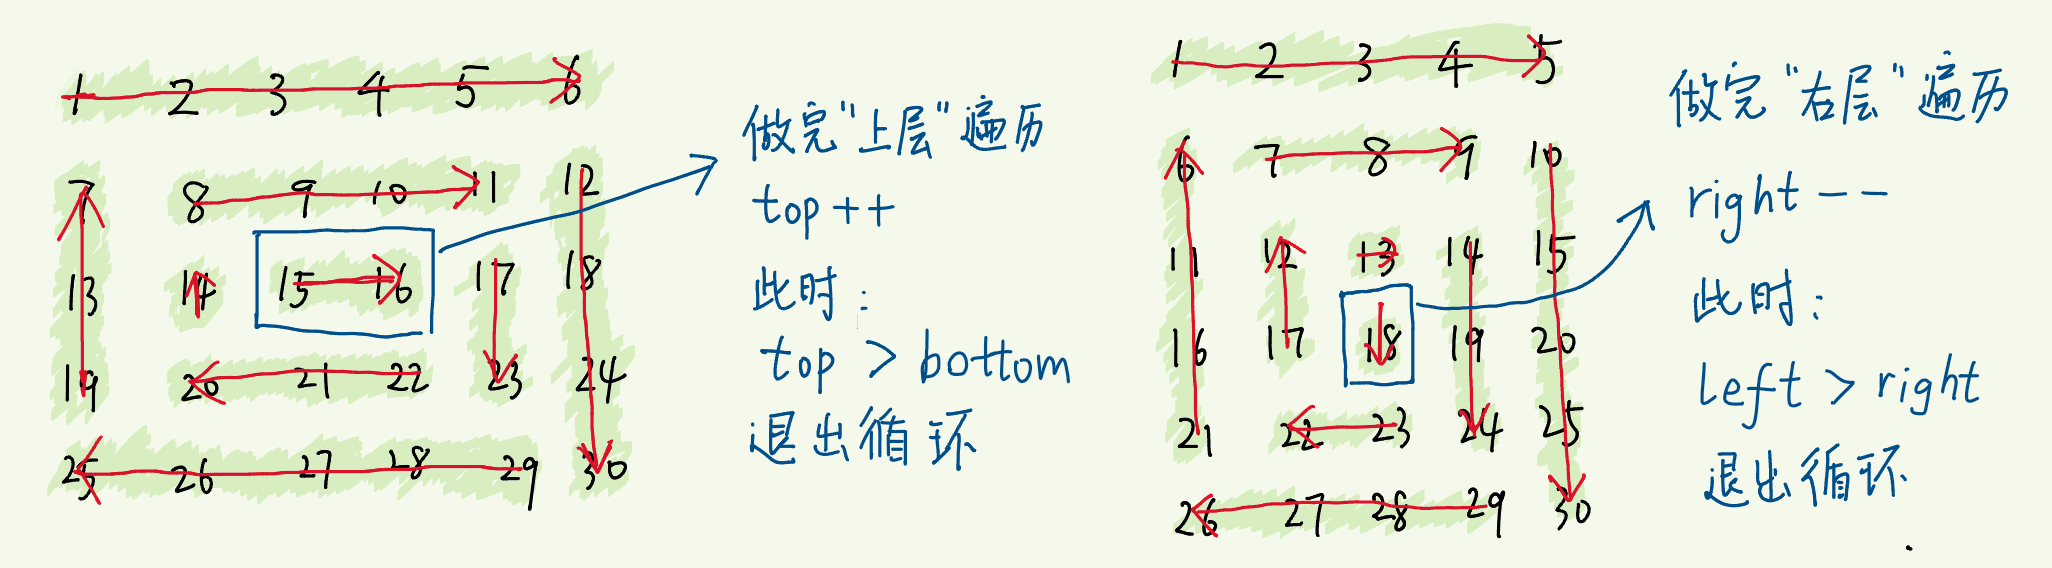 1 2 3 4 5 6
7 8 9 10 11 12
13 14 15 16 17 18
19 20 21 22 23 24
25 26 27 28 29 30
做完“上层”遍历
top ++
此时：
top > bottom
退出循环
1 2 3 4 5
6 7 8 9 10
11 12 13 14 15
16 17 18 19 20
21 22 23 24 25
26 27 28 29 30
做完“右层”遍历
right --
此时：
left > right
退出循环